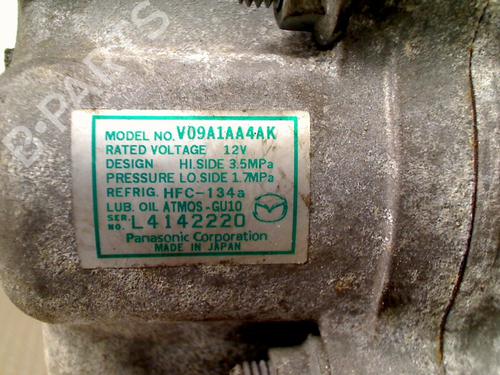 B-PARTS
MODEL NO. V09A1AA4AK
RATED VOLTAGE 12V
DESIGN HI.SIDE 3.5MPa
PRESSURE LO.SIDE 1.7MPa
REFRIG. HFC-134a
LUB. OIL ATMOS-GU10
SER. NO. L4142220
Panasonic Corporation
MADE IN JAPAN